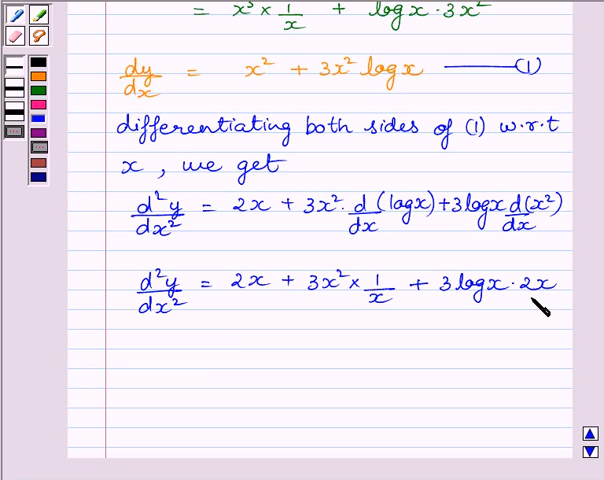 = x³ × 1/x + log x · 3x²
dy/dx = x² + 3x² log x ——— (1)
differentiating both sides of (1) w.r.t
x , we get
d²y/dx² = 2x + 3x² · d/dx (log x) + 3 log x d(x²)/dx
d²y/dx² = 2x + 3x² × 1/x + 3 log x · 2x